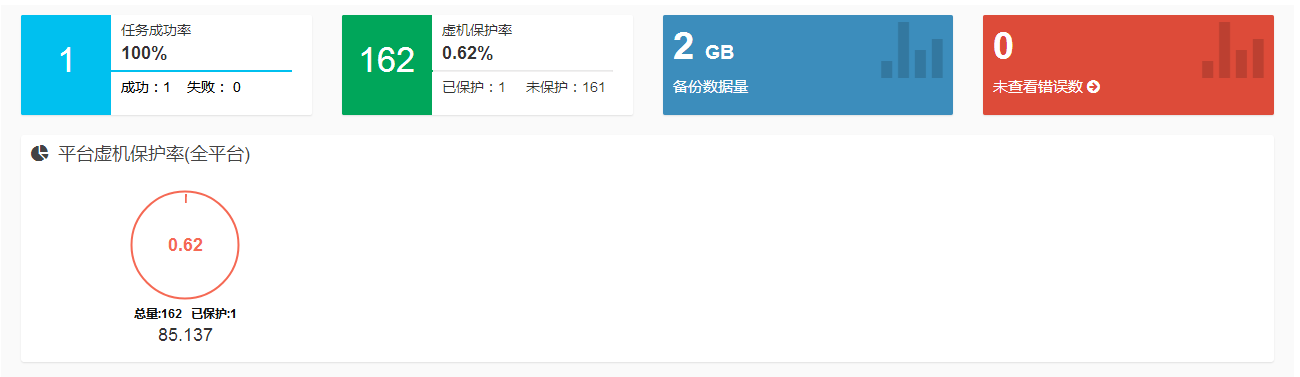 1
任务成功率
100%
成功：1 失败： 0
162
虚机保护率
0.62%
已保护：1 未保护：161
2 GB
备份数据量
0
未查看错误数
平台虚机保护率(全平台)
0.62
总量:162 已保护:1
85.137